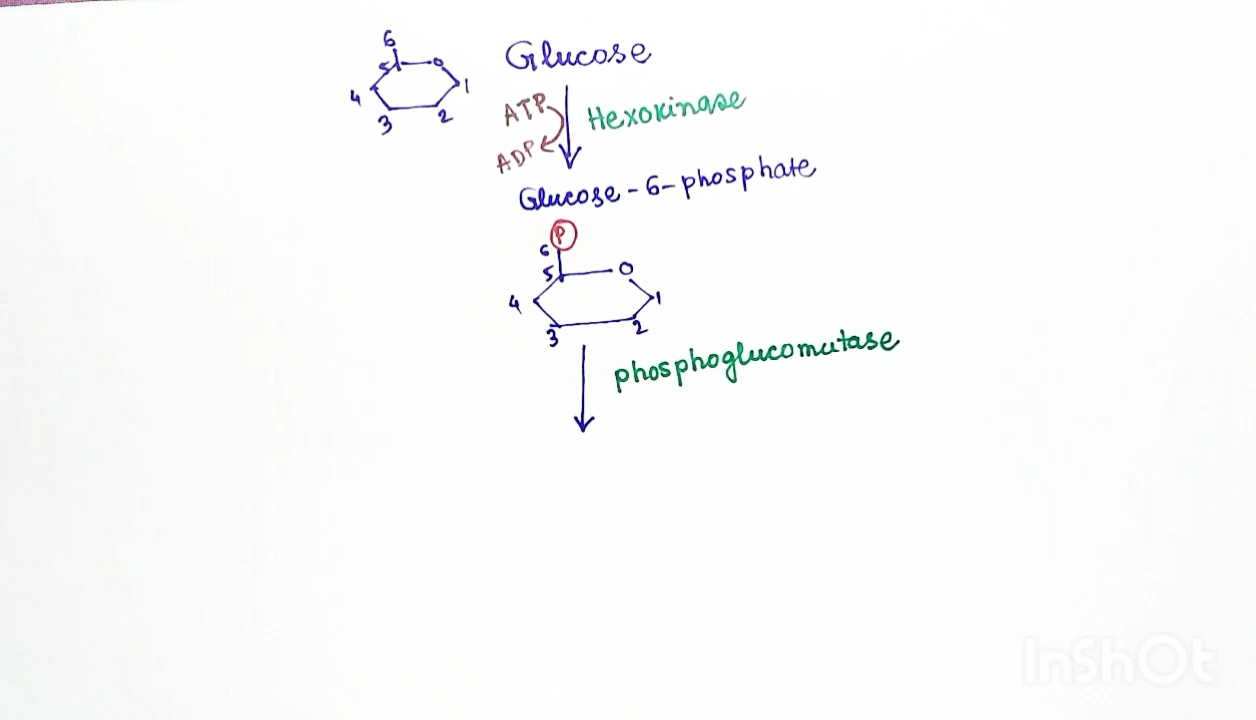 6
5 O
4 1
3 2
Glucose
ATP
ADP
Hexokinase
Glucose - 6 - phosphate
P
6
5 O
4 1
3 2
phosphoglucomutase
InShOt